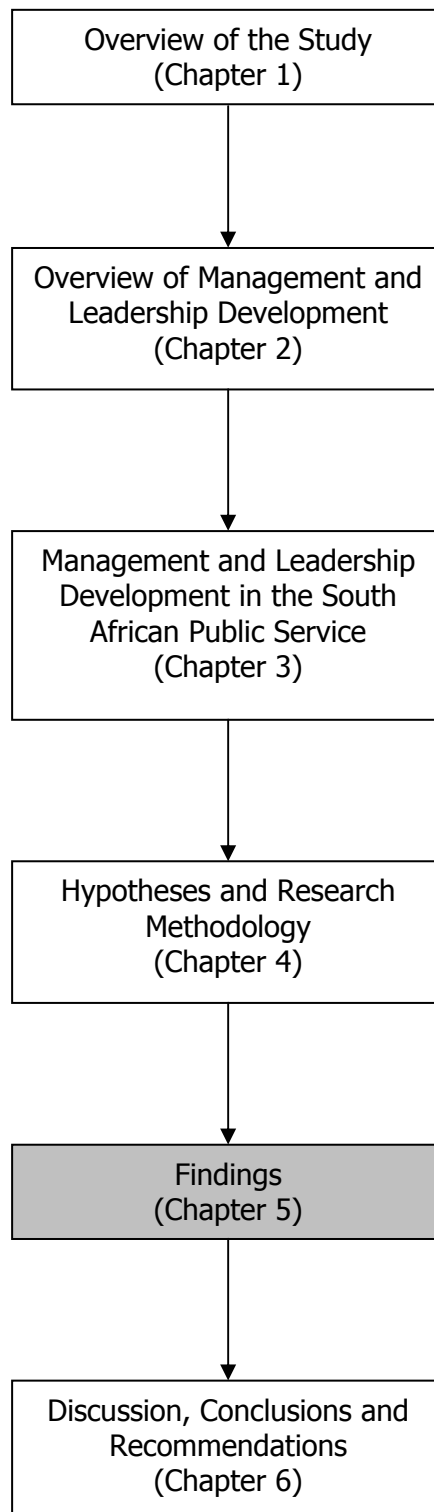 Overview of the Study
(Chapter 1)
Overview of Management and
Leadership Development
(Chapter 2)
Management and Leadership
Development in the South
African Public Service
(Chapter 3)
Hypotheses and Research
Methodology
(Chapter 4)
Findings
(Chapter 5)
Discussion, Conclusions and
Recommendations
(Chapter 6)